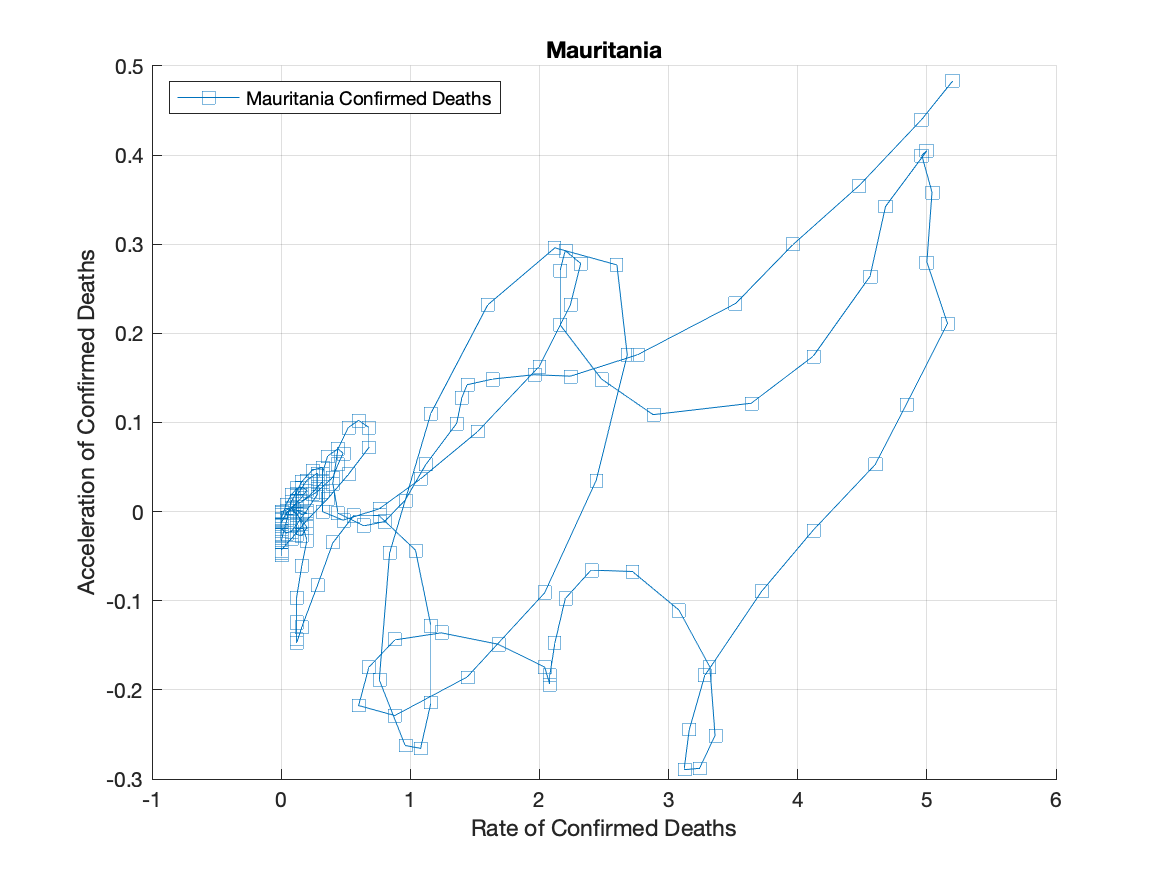 Mauritania
Mauritania Confirmed Deaths
Acceleration of Confirmed Deaths
0.5
0.4
0.3
0.2
0.1
0
-0.1
-0.2
-0.3
-1 0 1 2 3 4 5 6
Rate of Confirmed Deaths